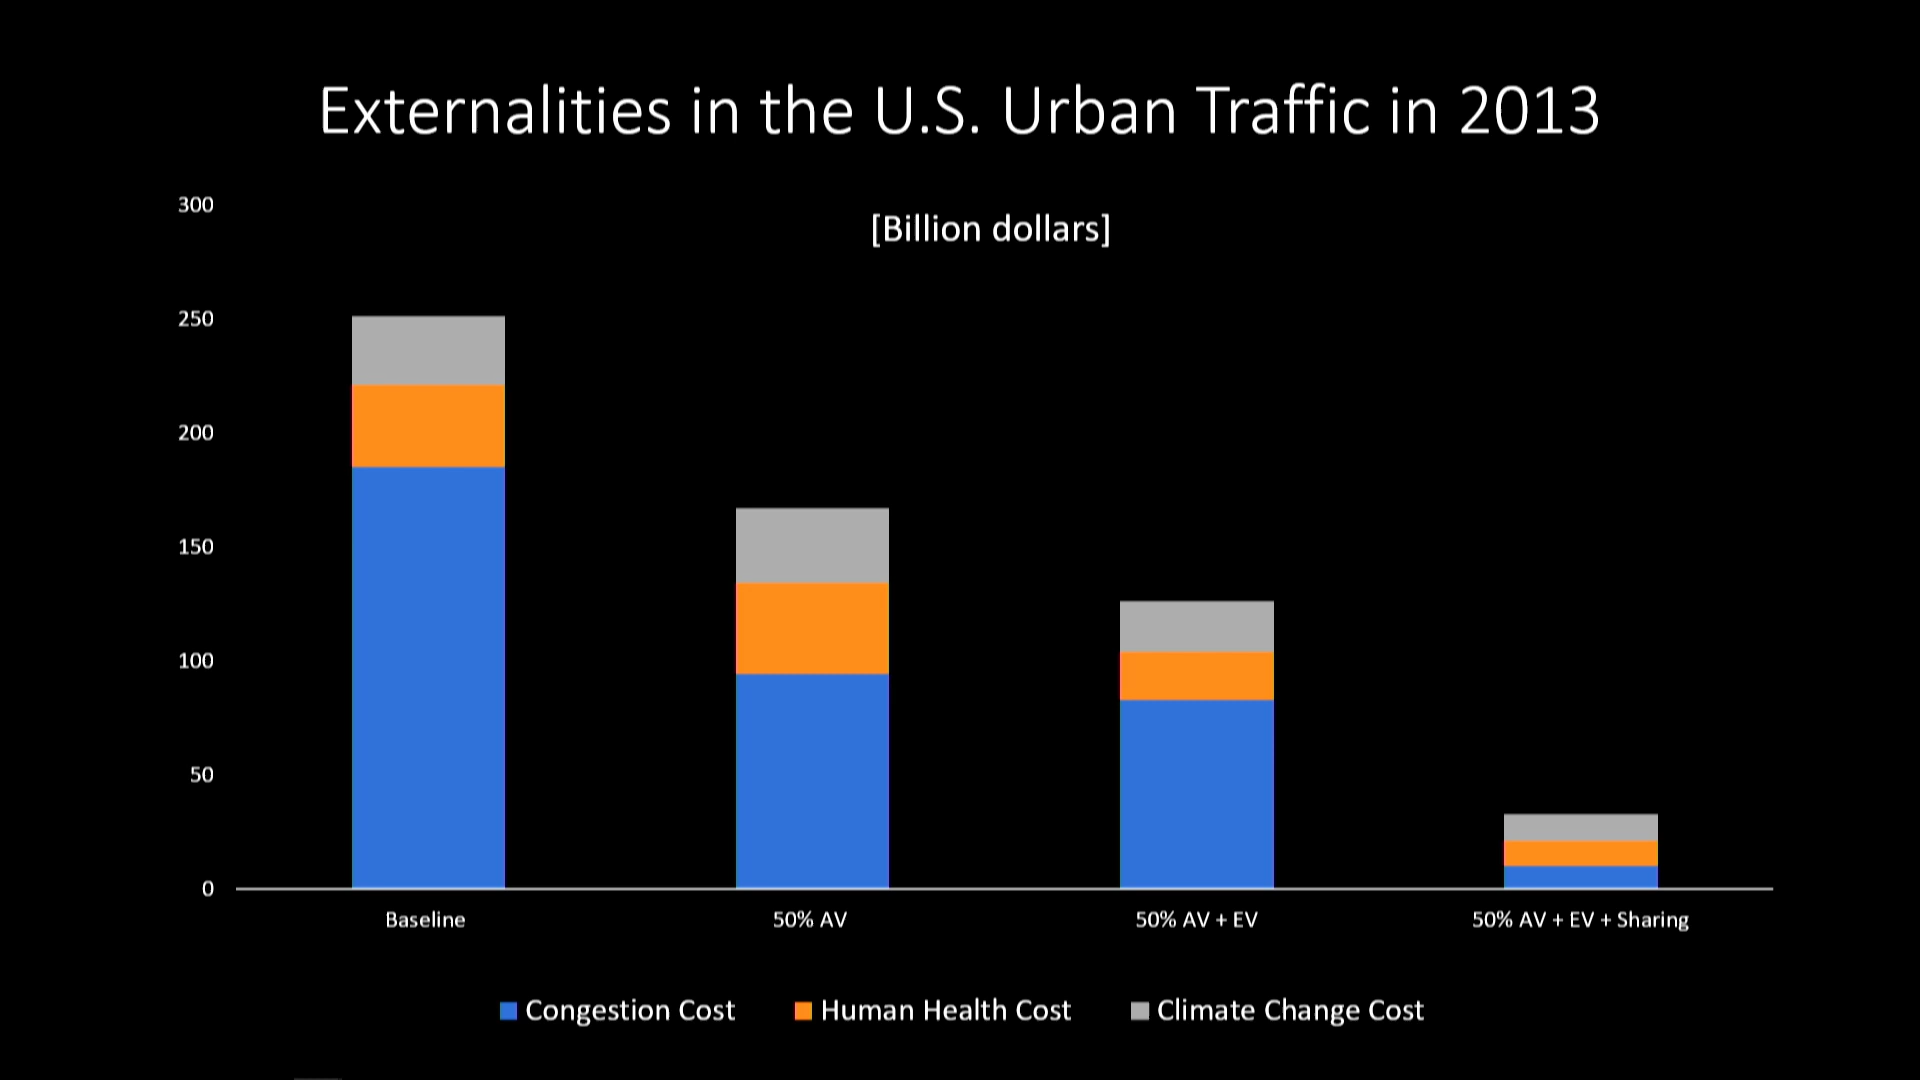 Externalities in the U.S. Urban Traffic in 2013
[Billion dollars]
300
250
200
150
100
50
0
Baseline
50% AV
50% AV + EV
50% AV + EV + Sharing
Congestion Cost
Human Health Cost
Climate Change Cost